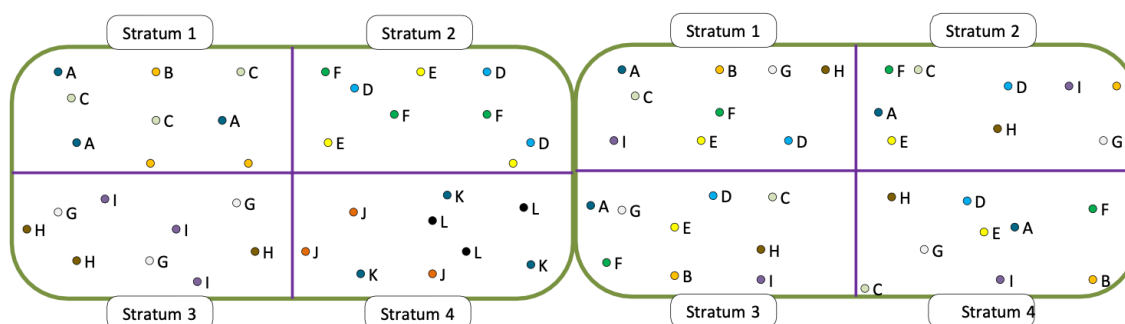 Stratum 1
A B C
C
C A
A
Stratum 2
F E D
D
F F
E D
I
G G
H I
H G H
I
Stratum 3
K
J L
L
J L K
K J
Stratum 4
Stratum 1
A B G H
C
F
I E D
Stratum 2
F C
D I
A
H
E G
D C
A G
E
H
F
B I
Stratum 3
H D
F
E A
G
I B
C
Stratum 4